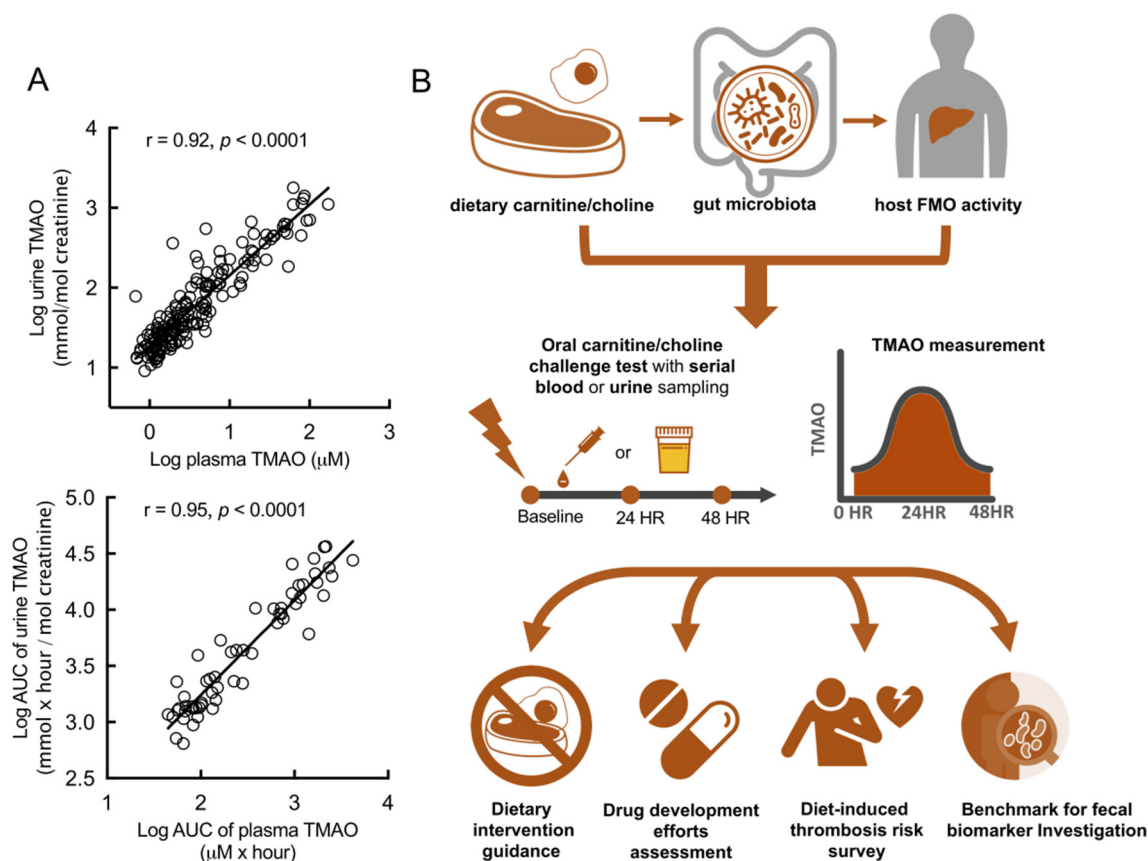 A
r = 0.92, p < 0.0001
4
3
2
1
Log urine TMAO
(mmol/mol creatinine)
0
1
2
3
Log plasma TMAO (μM)
r = 0.95, p < 0.0001
5.0
4.5
4.0
3.5
3.0
2.5
Log AUC of urine TMAO
(mmol x hour / mol creatinine)
1
2
3
4
Log AUC of plasma TMAO
(μM x hour)
B
dietary carnitine/choline
gut microbiota
host FMO activity
Oral carnitine/choline
challenge test with serial
blood or urine sampling
or
Baseline
24 HR
48 HR
TMAO measurement
TMAO
0 HR
24HR
48HR
Dietary
intervention
guidance
Drug development
efforts
assessment
Diet-induced
thrombosis risk
survey
Benchmark for fecal
biomarker Investigation